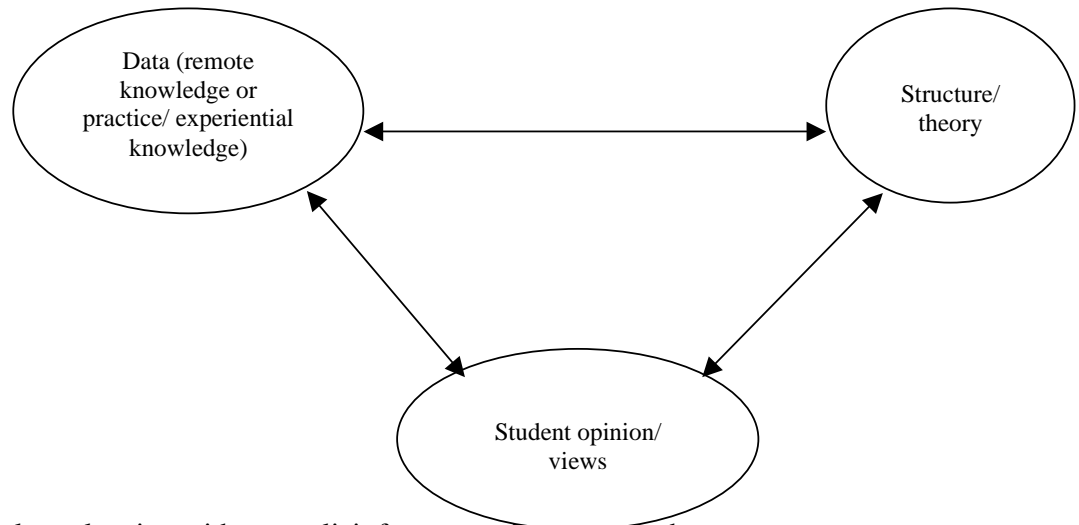 Data (remote
knowledge or
practice/ experiential
knowledge)
Structure/
theory
Student opinion/
views